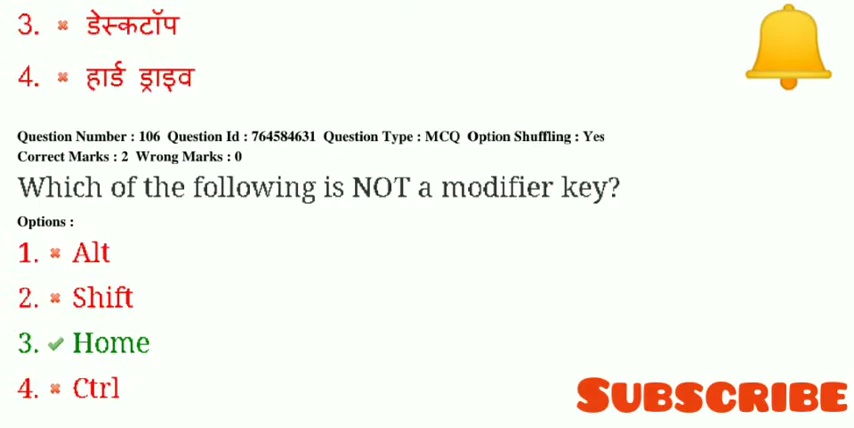 3. डेस्कटॉप
4. हार्ड ड्राइव
Question Number : 106 Question Id : 764584631 Question Type : MCQ Option Shuffling : Yes
Correct Marks : 2 Wrong Marks : 0
Which of the following is NOT a modifier key?
Options :
1. Alt
2. Shift
3. Home
4. Ctrl
SUBSCRIBE